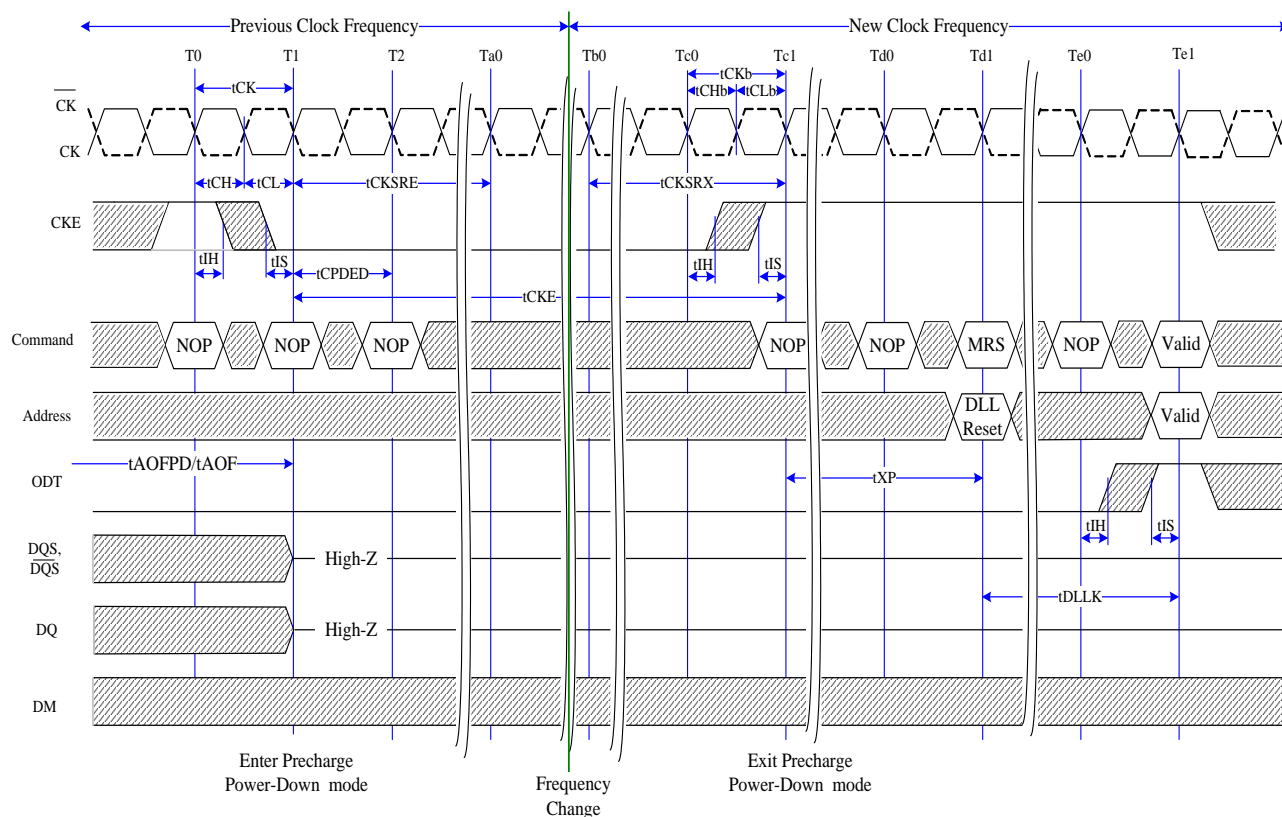 Previous Clock Frequency New Clock Frequency
T0 T1 T2 Ta0 Tb0 Tc0 Tc1 Td0 Td1 Te0 Te1
tCK tCKb
tCHb tCLb
CK
CK
tCH tCL tCKSRE tCKSRX
CKE
tIH tIS tCPDED tIH tIS
tCKE
Command NOP NOP NOP NOP NOP MRS NOP Valid
Address DLL Reset Valid
tAOFPD/tAOF
ODT tXP
tIH tIS
DQS,
DQS
High-Z
tDLLK
DQ High-Z
DM
Enter Precharge
Power-Down mode
Frequency
Change
Exit Precharge
Power-Down mode